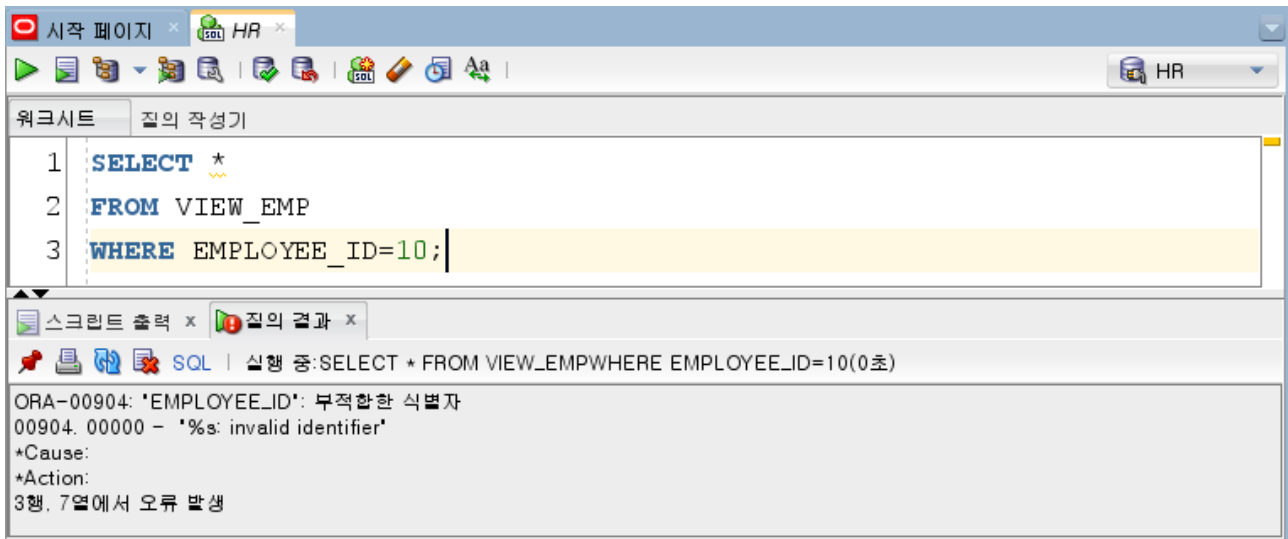 시작 페이지 HR
HR
워크시트 질의 작성기
1 SELECT *
2 FROM VIEW_EMP
3 WHERE EMPLOYEE_ID=10;
스크립트 출력 x 질의 결과 x
SQL | 실행 중:SELECT * FROM VIEW_EMPWHERE EMPLOYEE_ID=10(0초)
ORA-00904: "EMPLOYEE_ID": 부적합한 식별자
00904. 00000 - "%s: invalid identifier"
*Cause:
*Action:
3행, 7열에서 오류 발생